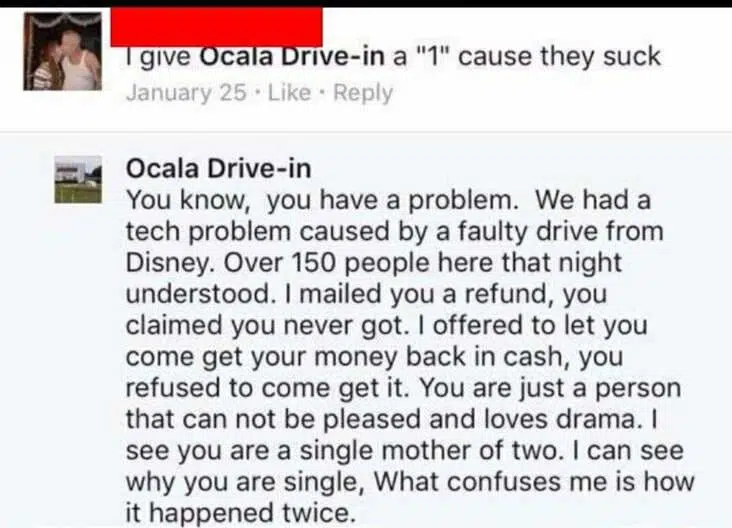 I give Ocala Drive-in a "1" cause they suck
January 25 · Like · Reply
Ocala Drive-in
You know,  you have a problem.  We had a
tech problem caused by a faulty drive from
Disney. Over 150 people here that night
understood. I mailed you a refund, you
claimed you never got. I offered to let you
come get your money back in cash, you
refused to come get it. You are just a person
that can not be pleased and loves drama. I
see you are a single mother of two. I can see
why you are single, What confuses me is how
it happened twice.